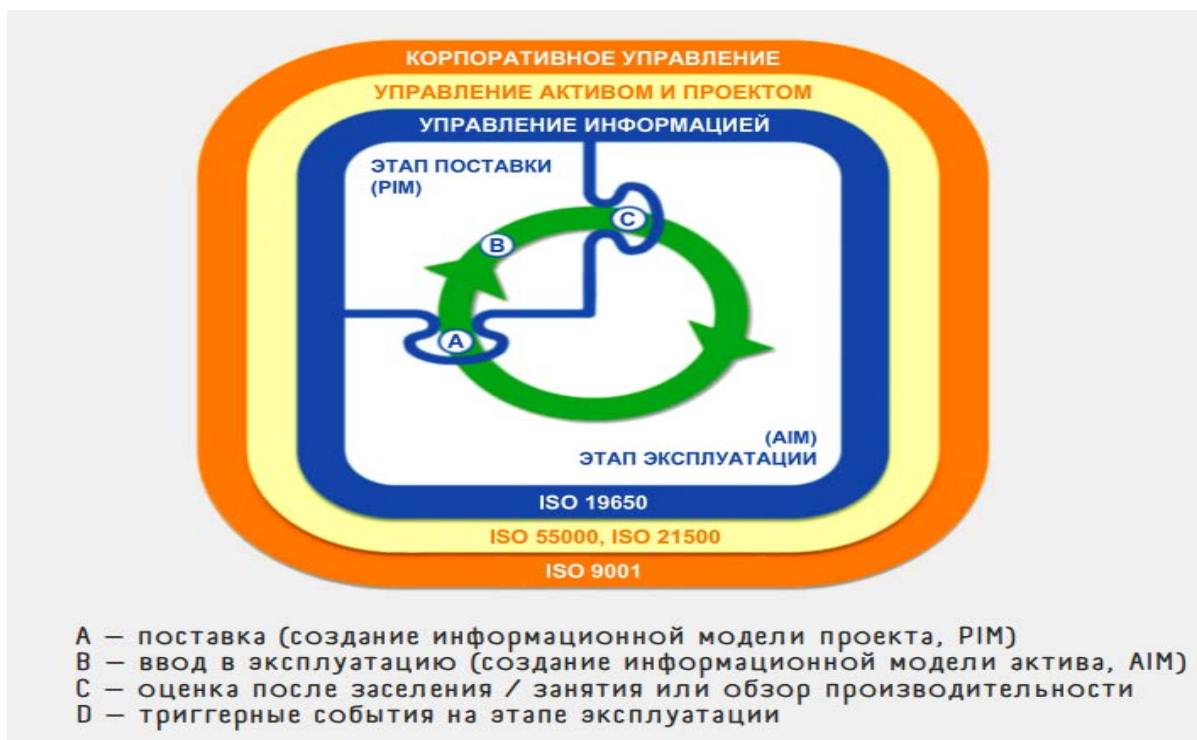 КОРПОРАТИВНОЕ УПРАВЛЕНИЕ
УПРАВЛЕНИЕ АКТИВОМ И ПРОЕКТОМ
УПРАВЛЕНИЕ ИНФОРМАЦИЕЙ
ЭТАП ПОСТАВКИ
(PIM)
C
B
A
(AIM)
ЭТАП ЭКСПЛУАТАЦИИ
ISO 19650
ISO 55000, ISO 21500
ISO 9001
A — поставка (создание информационной модели проекта, PIM)
B — ввод в эксплуатацию (создание информационной модели актива, AIM)
C — оценка после заселения / занятия или обзор производительности
D — триггерные события на этапе эксплуатации